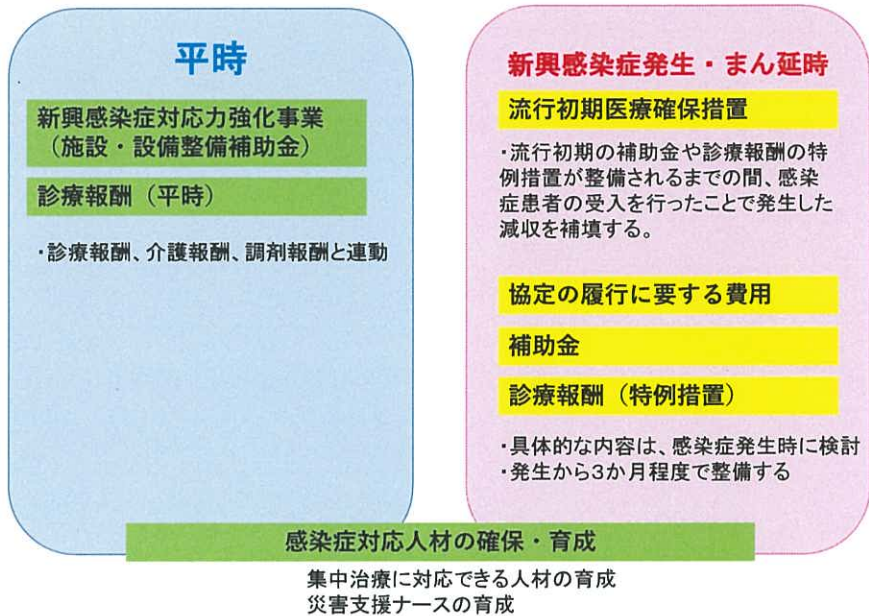 平時
新興感染症対応力強化事業
（施設・設備整備補助金）
診療報酬（平時）
・診療報酬、介護報酬、調剤報酬と連動
新興感染症発生・まん延時
流行初期医療確保措置
・流行初期の補助金や診療報酬の特
例措置が整備されるまでの間、感染
症患者の受入を行ったことで発生した
減収を補填する。
協定の履行に要する費用
補助金
診療報酬（特例措置）
・具体的な内容は、感染症発生時に検討
・発生から3か月程度で整備する
感染症対応人材の確保・育成
集中治療に対応できる人材の育成
災害支援ナースの育成